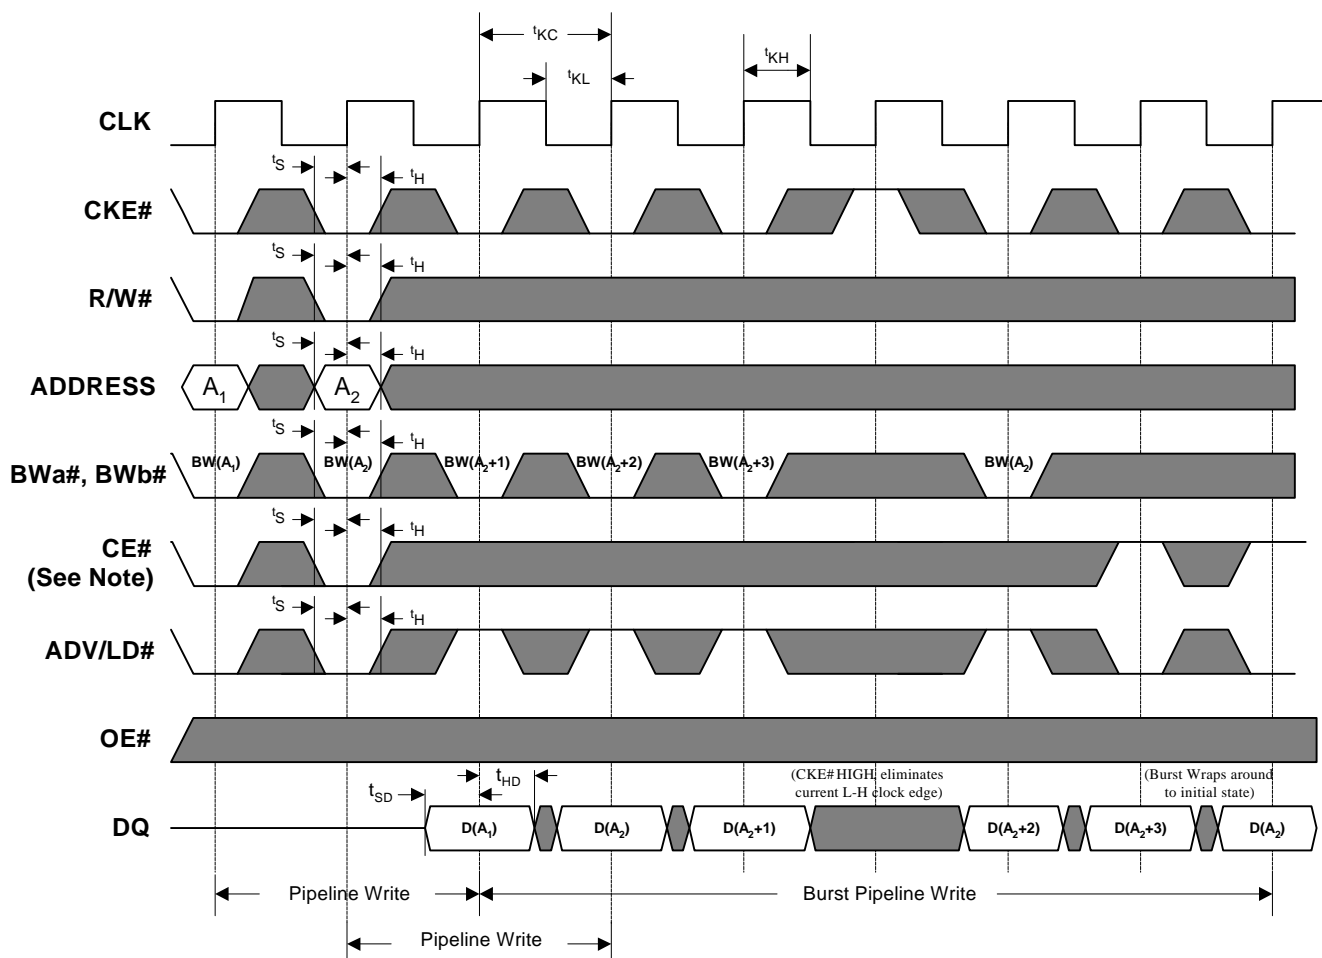 tKC
tKH
tKL
CLK
tS
tH
CKE#
tS
tH
R/W#
tS
tH
ADDRESS
A1
A2
tS
tH
BWa#, BWb#
BW(A1)
BW(A2)
BW(A2+1)
BW(A2+2)
BW(A2+3)
BW(A2)
tS
tH
CE#
(See Note)
tS
tH
ADV/LD#
OE#
tHD
tSD
(CKE# HIGH, eliminates
current L-H clock edge)
(Burst Wraps around
to initial state)
DQ
D(A1)
D(A2)
D(A2+1)
D(A2+2)
D(A2+3)
D(A2)
Pipeline Write
Burst Pipeline Write
Pipeline Write